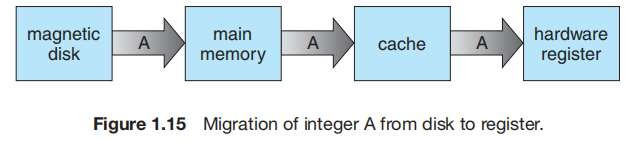 magnetic
disk
A
main
memory
A
cache
A
hardware
register
Figure 1.15 Migration of integer A from disk to register.